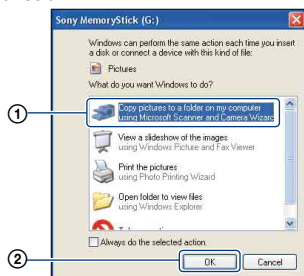 Sony MemoryStick (G:)
Windows can perform the same action each time you insert
a disk or connect a device with this kind of file:
Pictures
What do you want Windows to do?
①
Copy pictures to a folder on my computer
using Microsoft Scanner and Camera Wizard
View a slideshow of the images
using Windows Picture and Fax Viewer
Print the pictures
using Photo Printing Wizard
Open folder to view files
using Windows Explorer
Always do the selected action.
②
OK
Cancel